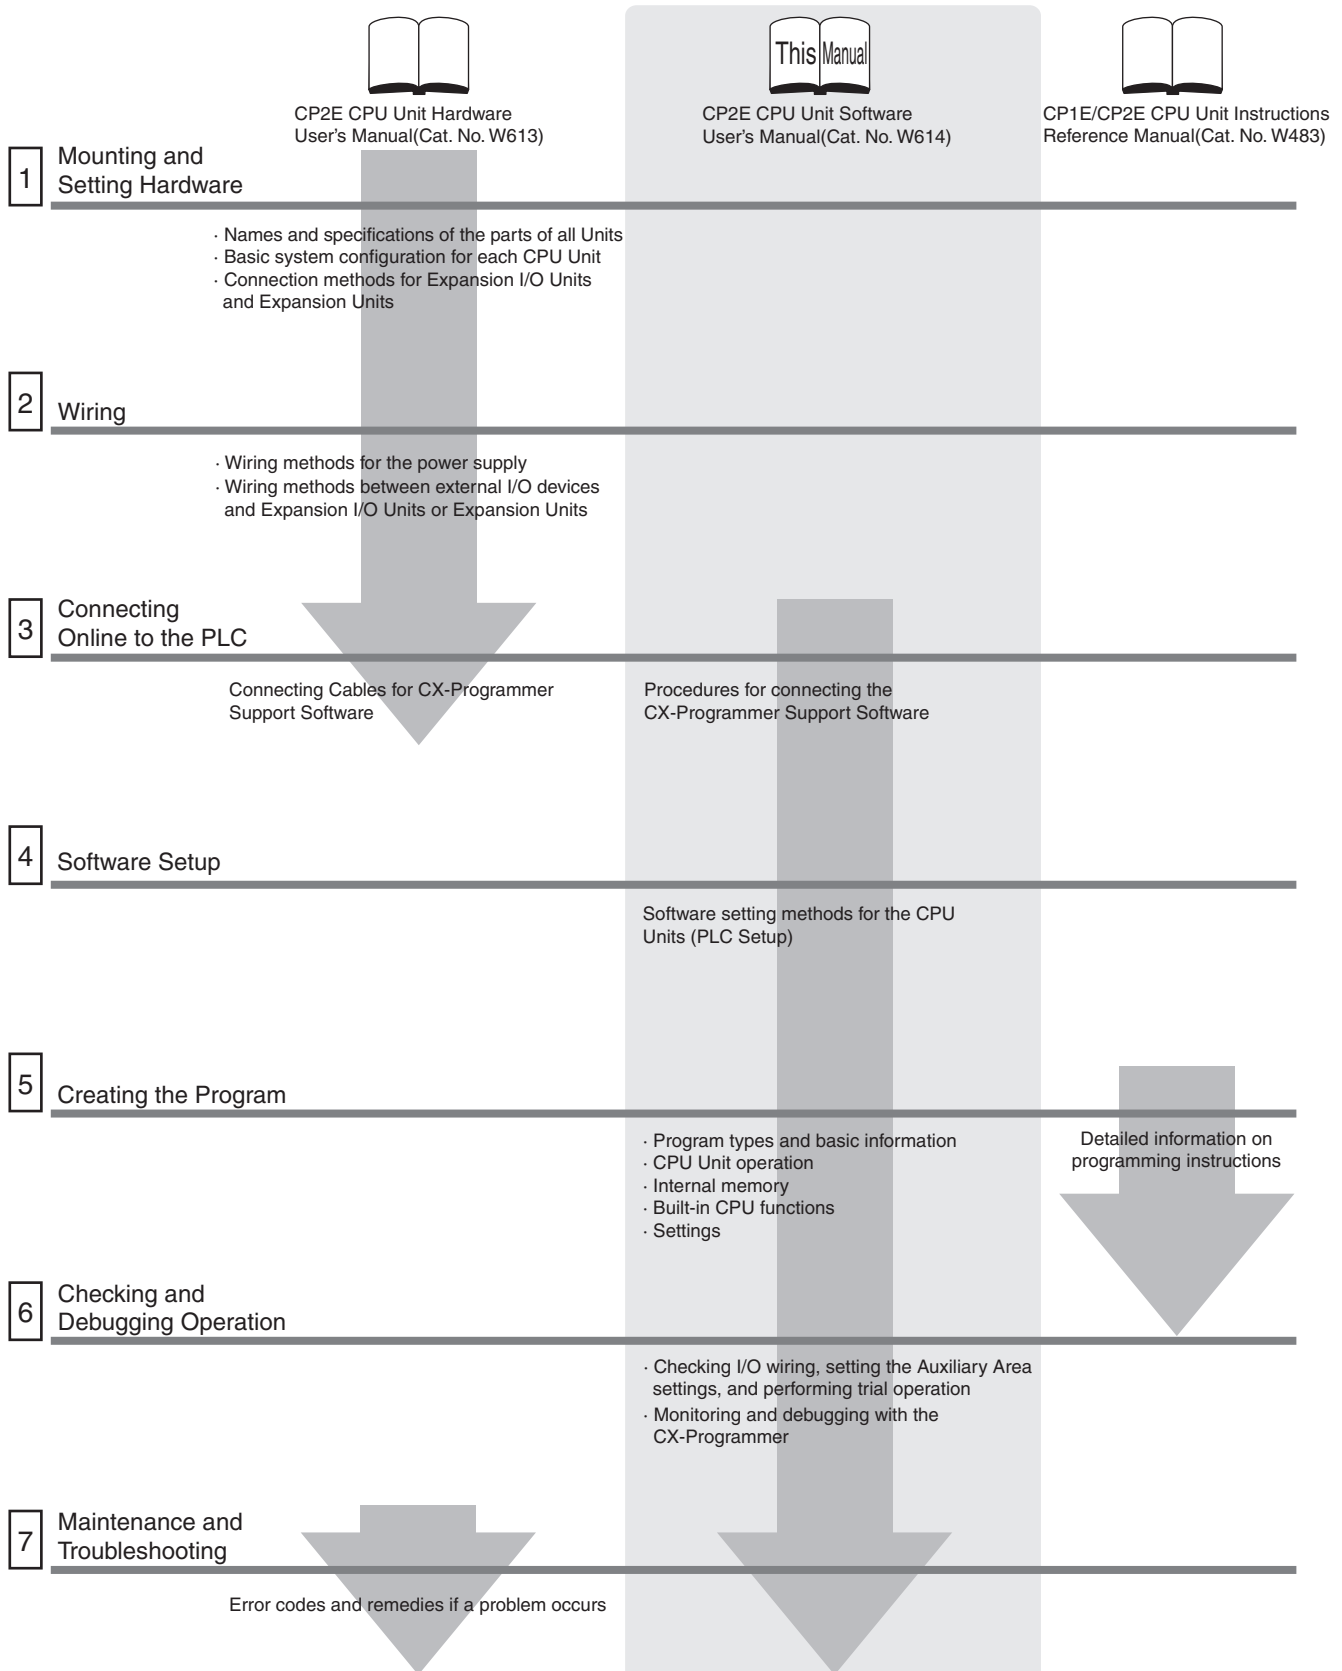 This Manual
CP2E CPU Unit Hardware
User's Manual(Cat. No. W613)
CP2E CPU Unit Software
User's Manual(Cat. No. W614)
CP1E/CP2E CPU Unit Instructions
Reference Manual(Cat. No. W483)
1
Mounting and
Setting Hardware
· Names and specifications of the parts of all Units
· Basic system configuration for each CPU Unit
· Connection methods for Expansion I/O Units
and Expansion Units
2
Wiring
· Wiring methods for the power supply
· Wiring methods between external I/O devices
and Expansion I/O Units or Expansion Units
3
Connecting
Online to the PLC
Connecting Cables for CX-Programmer
Support Software
Procedures for connecting the
CX-Programmer Support Software
4
Software Setup
Software setting methods for the CPU
Units (PLC Setup)
5
Creating the Program
· Program types and basic information
· CPU Unit operation
· Internal memory
· Built-in CPU functions
· Settings
Detailed information on
programming instructions
6
Checking and
Debugging Operation
· Checking I/O wiring, setting the Auxiliary Area
settings, and performing trial operation
· Monitoring and debugging with the
CX-Programmer
7
Maintenance and
Troubleshooting
Error codes and remedies if a problem occurs